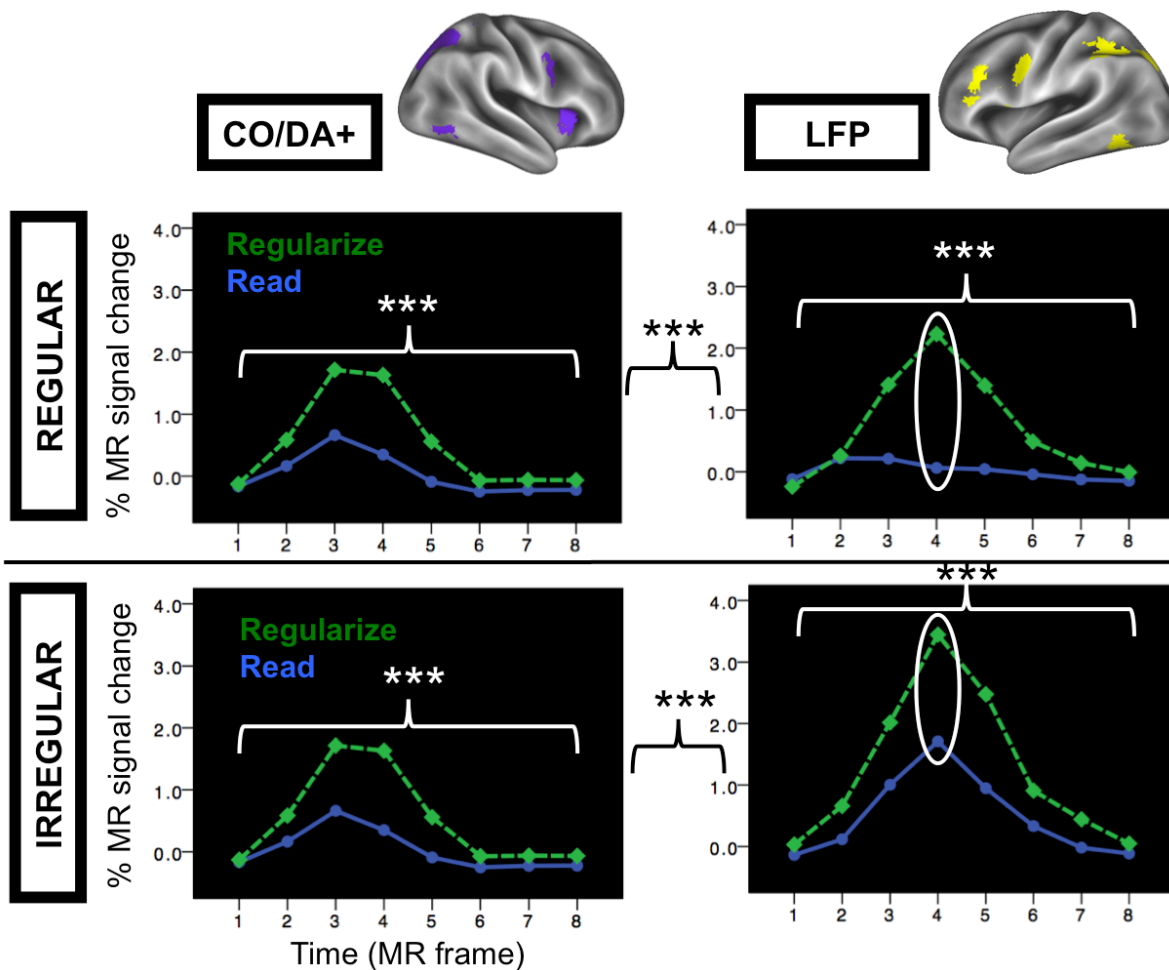 CO/DA+
LFP
REGULAR
% MR signal change
4.0
3.0
2.0
1.0
0.0
Regularize
Read
***
1 2 3 4 5 6 7 8
***
4.0
3.0
2.0
1.0
0.0
***
1 2 3 4 5 6 7 8
IRREGULAR
% MR signal change
4.0
3.0
2.0
1.0
0.0
Regularize
Read
***
1 2 3 4 5 6 7 8
Time (MR frame)
***
4.0
3.0
2.0
1.0
0.0
***
1 2 3 4 5 6 7 8